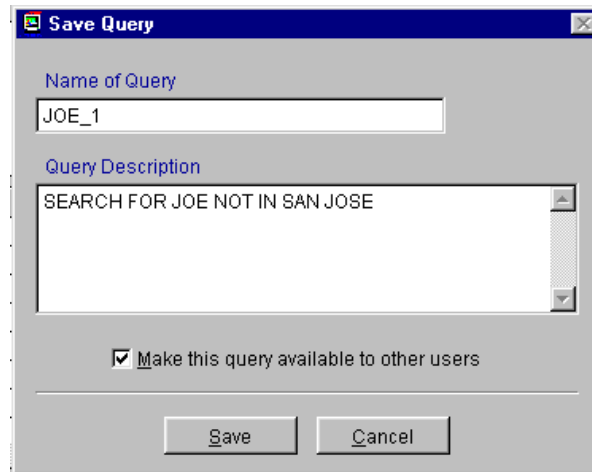 Save Query
Name of Query
JOE_1
Query Description
SEARCH FOR JOE NOT IN SAN JOSE
Make this query available to other users
Save
Cancel